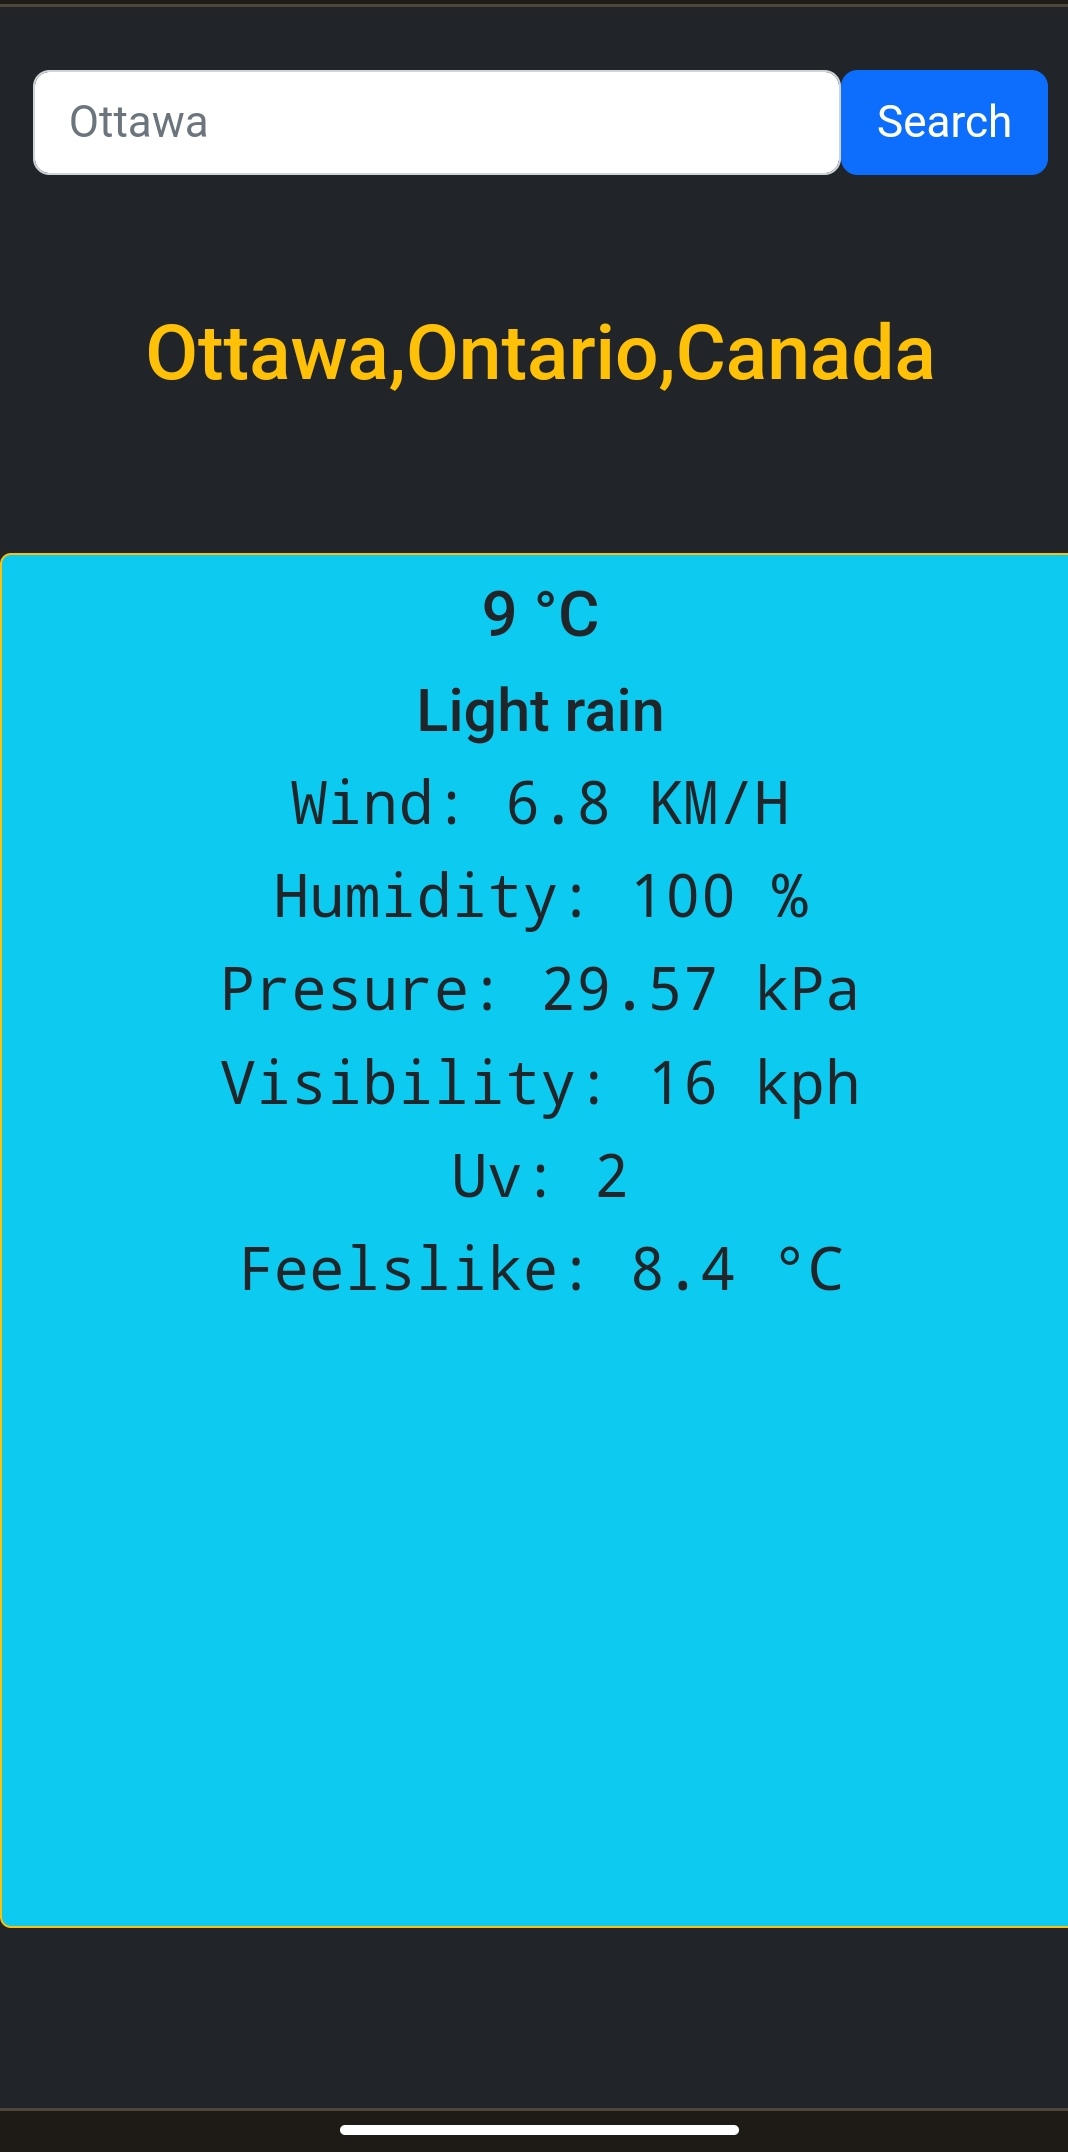 Ottawa
Search
Ottawa,Ontario,Canada
9 °C
Light rain
Wind: 6.8 KM/H
Humidity: 100 %
Presure: 29.57 kPa
Visibility: 16 kph
Uv: 2
Feelslike: 8.4 °C